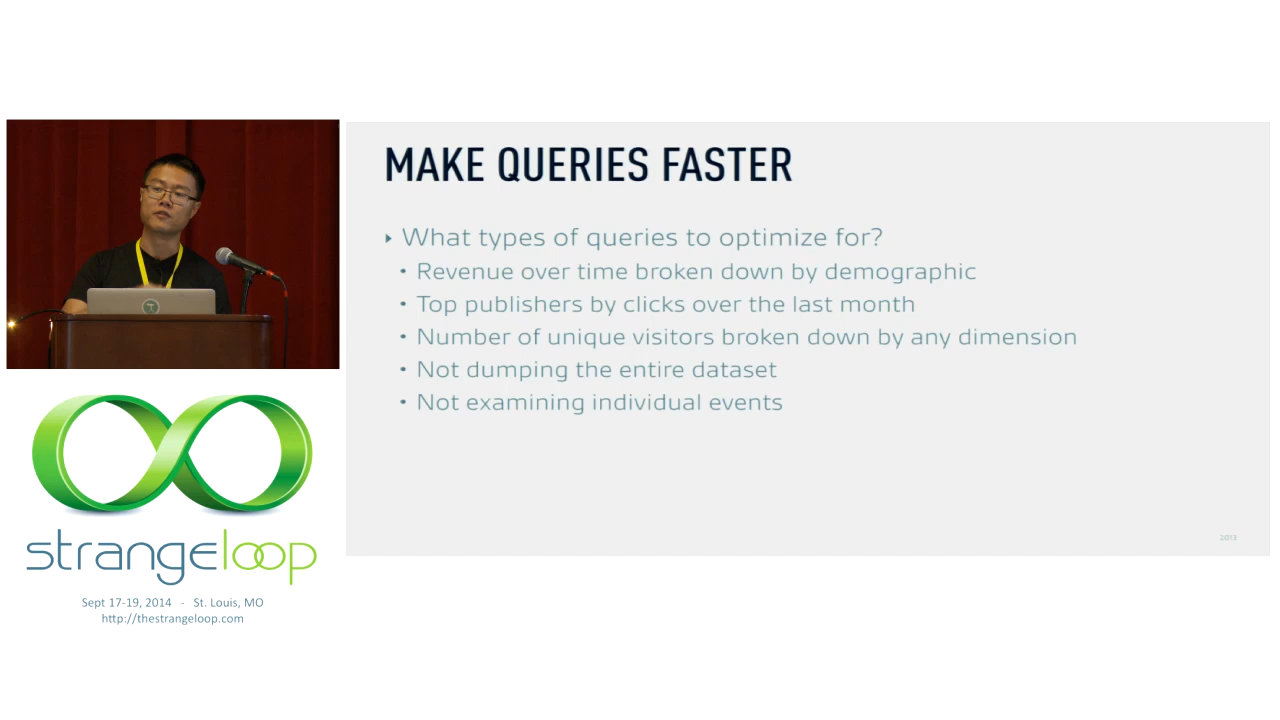 MAKE QUERIES FASTER
‣ What types of queries to optimize for?
• Revenue over time broken down by demographic
• Top publishers by clicks over the last month
• Number of unique visitors broken down by any dimension
• Not dumping the entire dataset
• Not examining individual events
2013
strangeloop
Sept 17-19, 2014 - St. Louis, MO
http://thestrangeloop.com